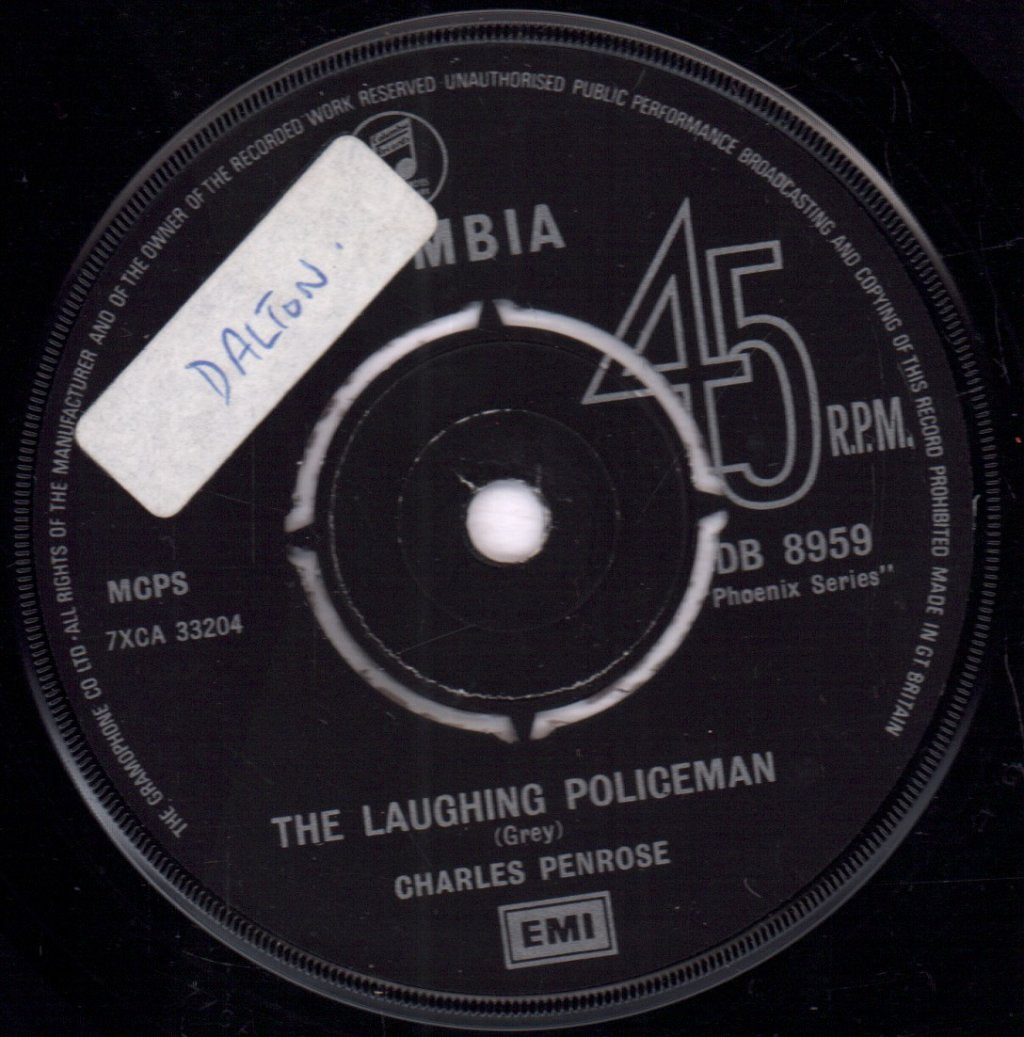 THE GRAMOPHONE CO LTD · ALL RIGHTS OF THE MANUFACTURER AND OF THE OWNER OF THE RECORDED WORK RESERVED UNAUTHORISED PUBLIC PERFORMANCE BROADCASTING AND COPYING OF THIS RECORD PROHIBITED MADE IN GT. BRITAIN
MBIA
DALTON.
45
R.P.M.
DB 8959
Phoenix Series"
MCPS
7XCA 33204
THE LAUGHING POLICEMAN
(Grey)
CHARLES PENROSE
EMI